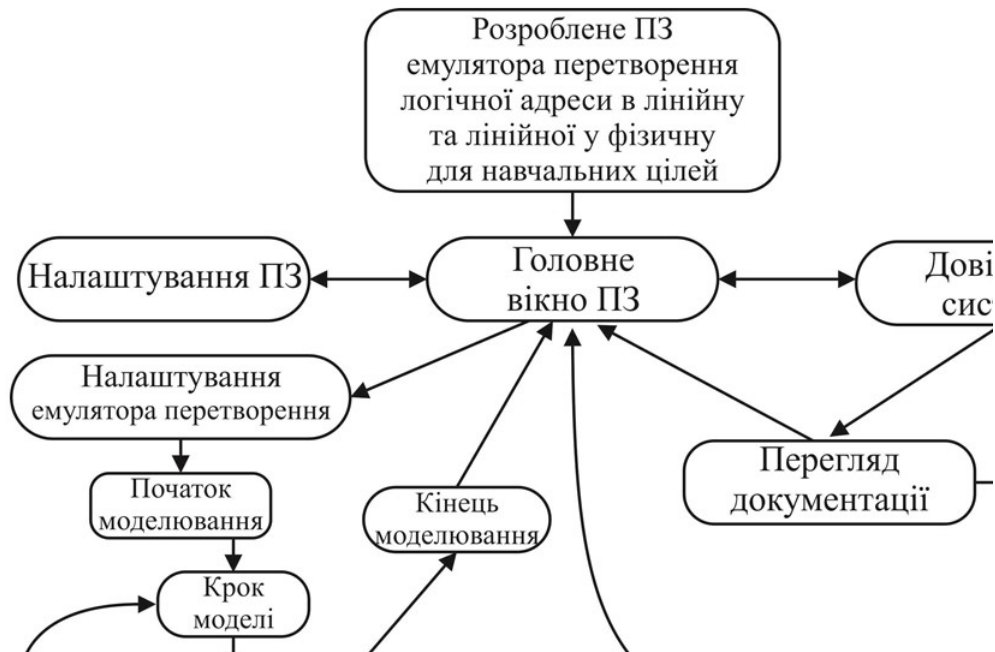 Розроблене ПЗ
емулятора перетворення
логічної адреси в лінійну
та лінійної у фізичну
для навчальних цілей
Налаштування ПЗ
Головне
вікно ПЗ
Налаштування
емулятора перетворення
Початок
моделювання
Кінець
моделювання
Перегляд
документації
Крок
моделі